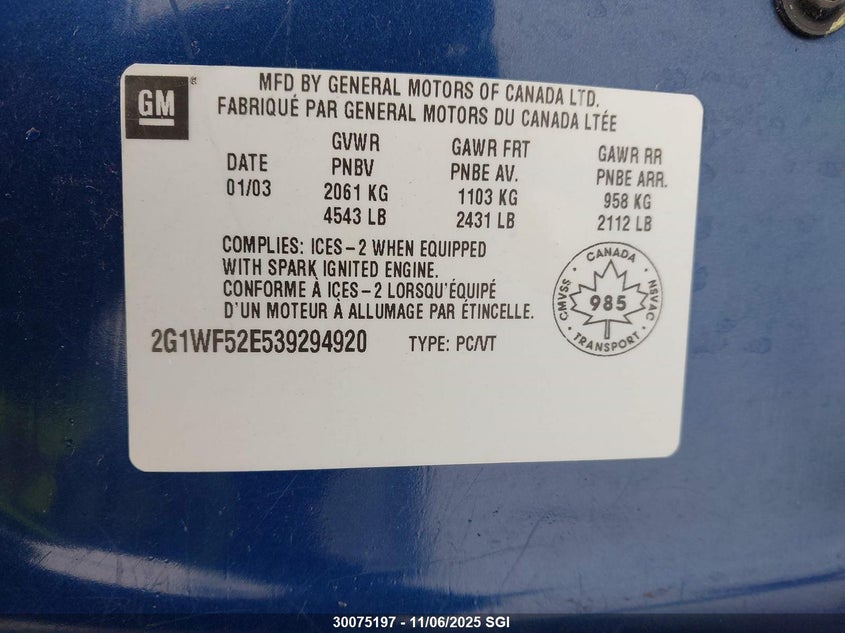 GM
MFD BY GENERAL MOTORS OF CANADA LTD.
FABRIQUÉ PAR GENERAL MOTORS DU CANADA LTÉE
DATE GVWR PNBV GAWR FRT PNBE AV. GAWR RR PNBE ARR.
01/03 2061 KG 1103 KG 958 KG
4543 LB 2431 LB 2112 LB
COMPLIES: ICES-2 WHEN EQUIPPED
WITH SPARK IGNITED ENGINE.
CONFORME À ICES-2 LORSQU'ÉQUIPÉ
D'UN MOTEUR À ALLUMAGE PAR ÉTINCELLE.
CANADA
CMVSS 985 NSVAC
TRANSPORT
2G1WF52E539294920 TYPE: PC/VT
30075197 - 11/06/2025 SGI